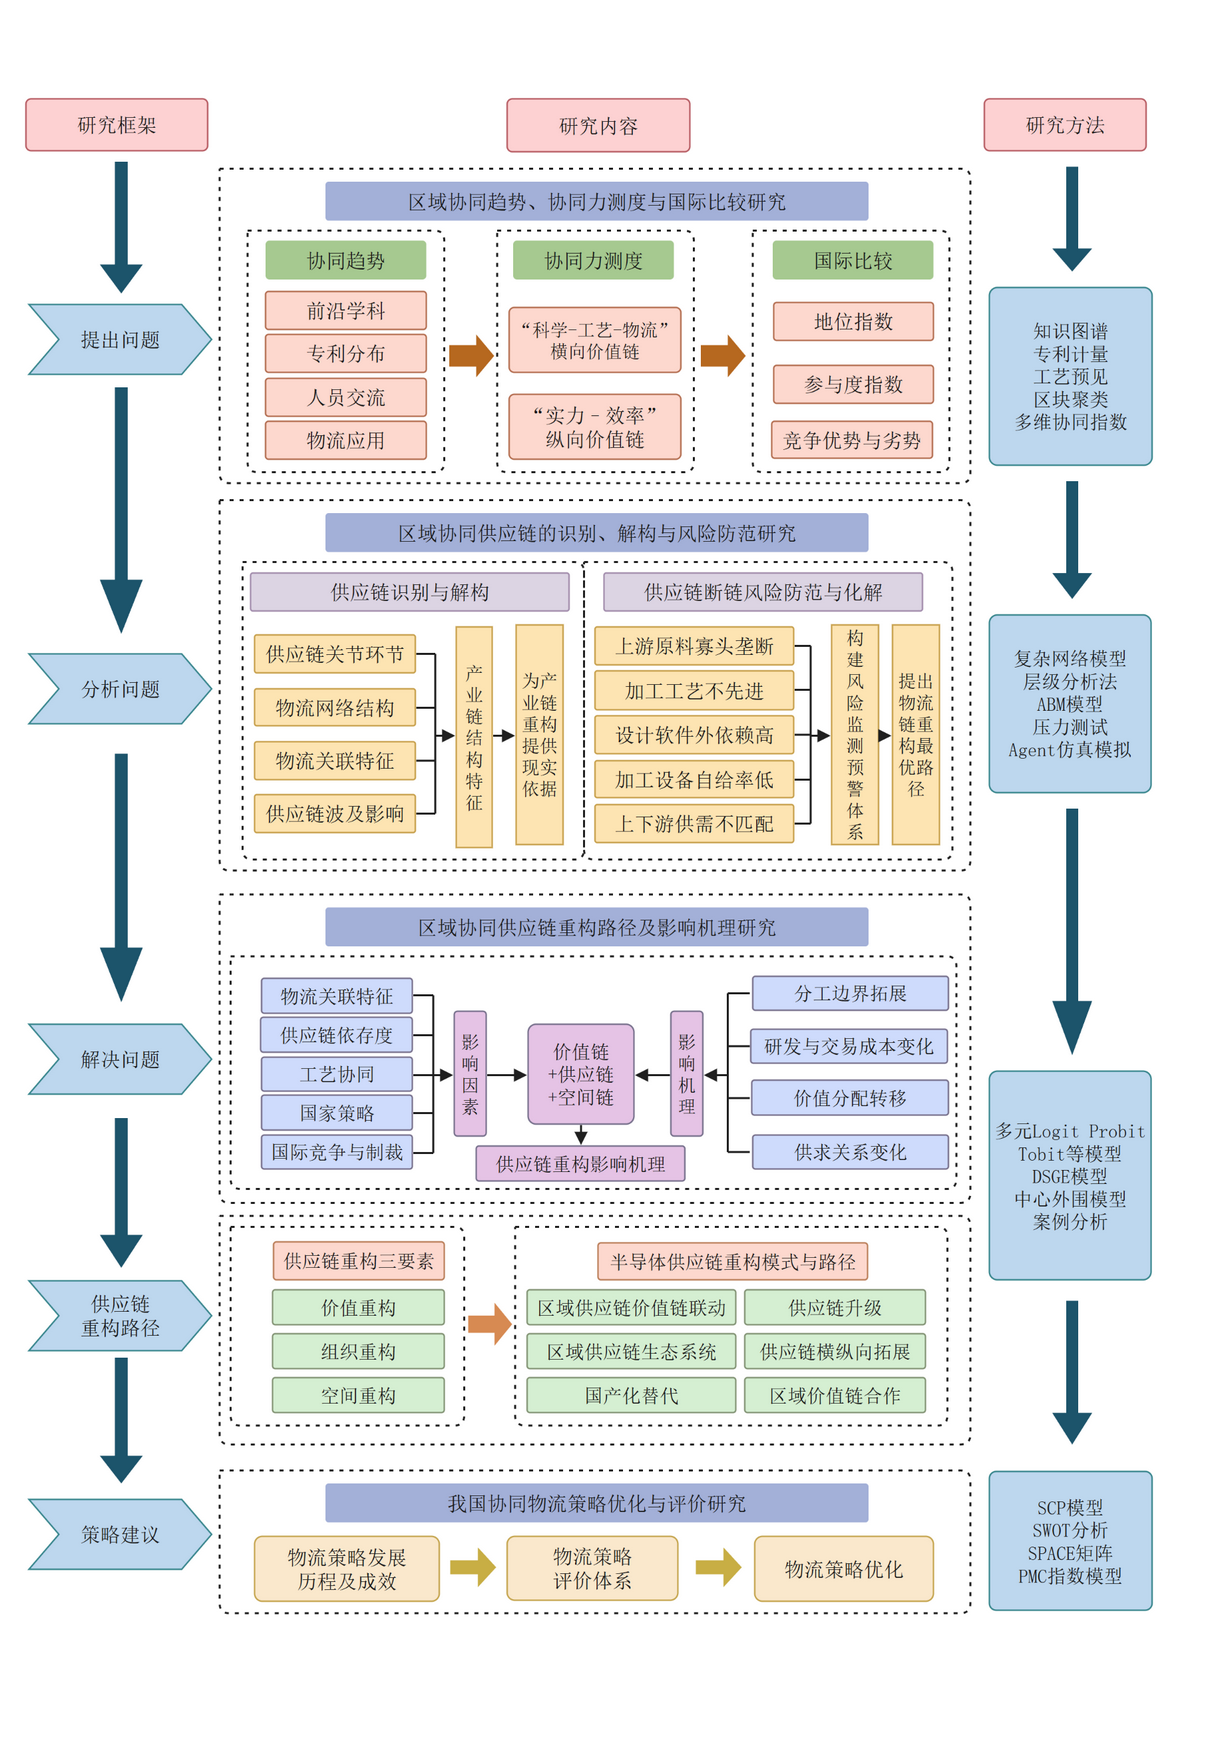 研究框架
研究内容
研究方法
区域协同趋势、协同力测度与国际比较研究
协同趋势
前沿学科
专利分布
人员交流
物流应用
协同力测度
“科学-工艺-物流”
横向价值链
“实力 - 效率”
纵向价值链
国际比较
地位指数
参与度指数
竞争优势与劣势
提出问题
知识图谱
专利计量
工艺预见
区块聚类
多维协同指数
区域协同供应链的识别、解构与风险防范研究
供应链识别与解构
供应链关节环节
物流网络结构
物流关联特征
供应链波及影响
产
业
链
结
构
特
征
为产
业链
重构
提供
现实
依据
供应链断链风险防范与化解
上游原料寡头垄断
加工工艺不先进
设计软件外依赖高
加工设备自给率低
上下游供需不匹配
构
建
风
险
监
测
预
警
体
系
提出
物流
链重
构最
优路
径
分析问题
复杂网络模型
层级分析法
ABM模型
压力测试
Agent仿真模拟
区域协同供应链重构路径及影响机理研究
物流关联特征
供应链依存度
工艺协同
国家策略
国际竞争与制裁
影
响
因
素
价值链
+供应链
+空间链
影
响
机
理
分工边界拓展
研发与交易成本变化
价值分配转移
供求关系变化
供应链重构影响机理
解决问题
多元Logit Probit
Tobit等模型
DSGE模型
中心外围模型
案例分析
供应链重构三要素
价值重构
组织重构
空间重构
半导体供应链重构模式与路径
区域供应链价值链联动
供应链升级
区域供应链生态系统
供应链横纵向拓展
国产化替代
区域价值链合作
供应链
重构路径
我国协同物流策略优化与评价研究
物流策略发展
历程及成效
物流策略
评价体系
物流策略优化
策略建议
SCP模型
SWOT分析
SPACE矩阵
PMC指数模型